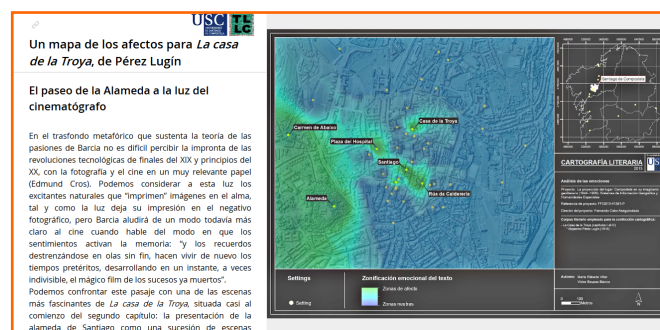 USC
TL
LC
Un mapa de los afectos para La casa
de la Troya, de Pérez Lugín
El paseo de la Alameda a la luz del
cinematógrafo
En el trasfondo metafórico que sustenta la teoría de las
pasiones de Barcia no es difícil percibir la impronta de las
revoluciones tecnológicas de finales del XIX y principios del
XX, con la fotografía y el cine en un muy relevante papel
(Edmund Cros). Podemos considerar a esta luz los
excitantes naturales que "imprimen" imágenes en el alma,
tal y como la luz deja su impresión en el negativo
fotográfico, pero Barcia aludirá de un modo todavía más
claro al cine cuando hable del modo en que los
sentimientos activan la memoria: "y los recuerdos
destrenzándose en olas sin fin, hacen vivir de nuevo los
tiempos pretéritos, desarrollando en un instante, a veces
indivisible, el mágico film de los sucesos ya muertos".
Podemos confrontar este pasaje con una de las escenas
más fascinantes de La casa de la Troya, situada casi al
comienzo del segundo capítulo: la presentación de la
alameda de Santiago como una sucesión de escenas
Carmen de Abaixo
Casa de la Troya
Plaza del Hospital
Santiago
Rúa da Caldeirería
Alameda
Settings
Setting
Zonificación emocional del texto
Zonas de afecto
Zonas neutras
Santiago de Compostela
CARTOGRAFÍA LITERARIA
Análisis de las emociones